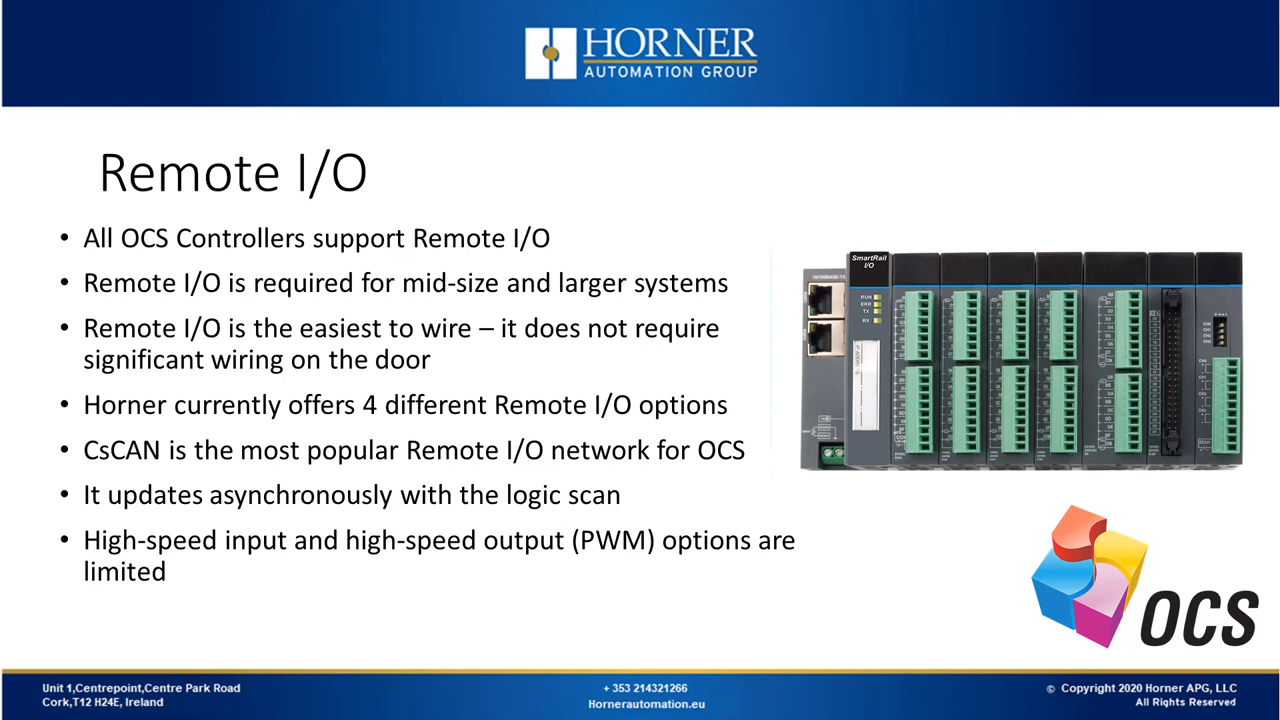 HORNER
AUTOMATION GROUP
Remote I/O
• All OCS Controllers support Remote I/O
• Remote I/O is required for mid-size and larger systems
• Remote I/O is the easiest to wire – it does not require
significant wiring on the door
• Horner currently offers 4 different Remote I/O options
• CsCAN is the most popular Remote I/O network for OCS
• It updates asynchronously with the logic scan
• High-speed input and high-speed output (PWM) options are
limited
SmartRail
I/O
RUN
ERR
TX
RX
OCS
Unit 1,Centrepoint,Centre Park Road
Cork,T12 H24E, Ireland
+ 353 214321266
Hornerautomation.eu
© Copyright 2020 Horner APG, LLC
All Rights Reserved